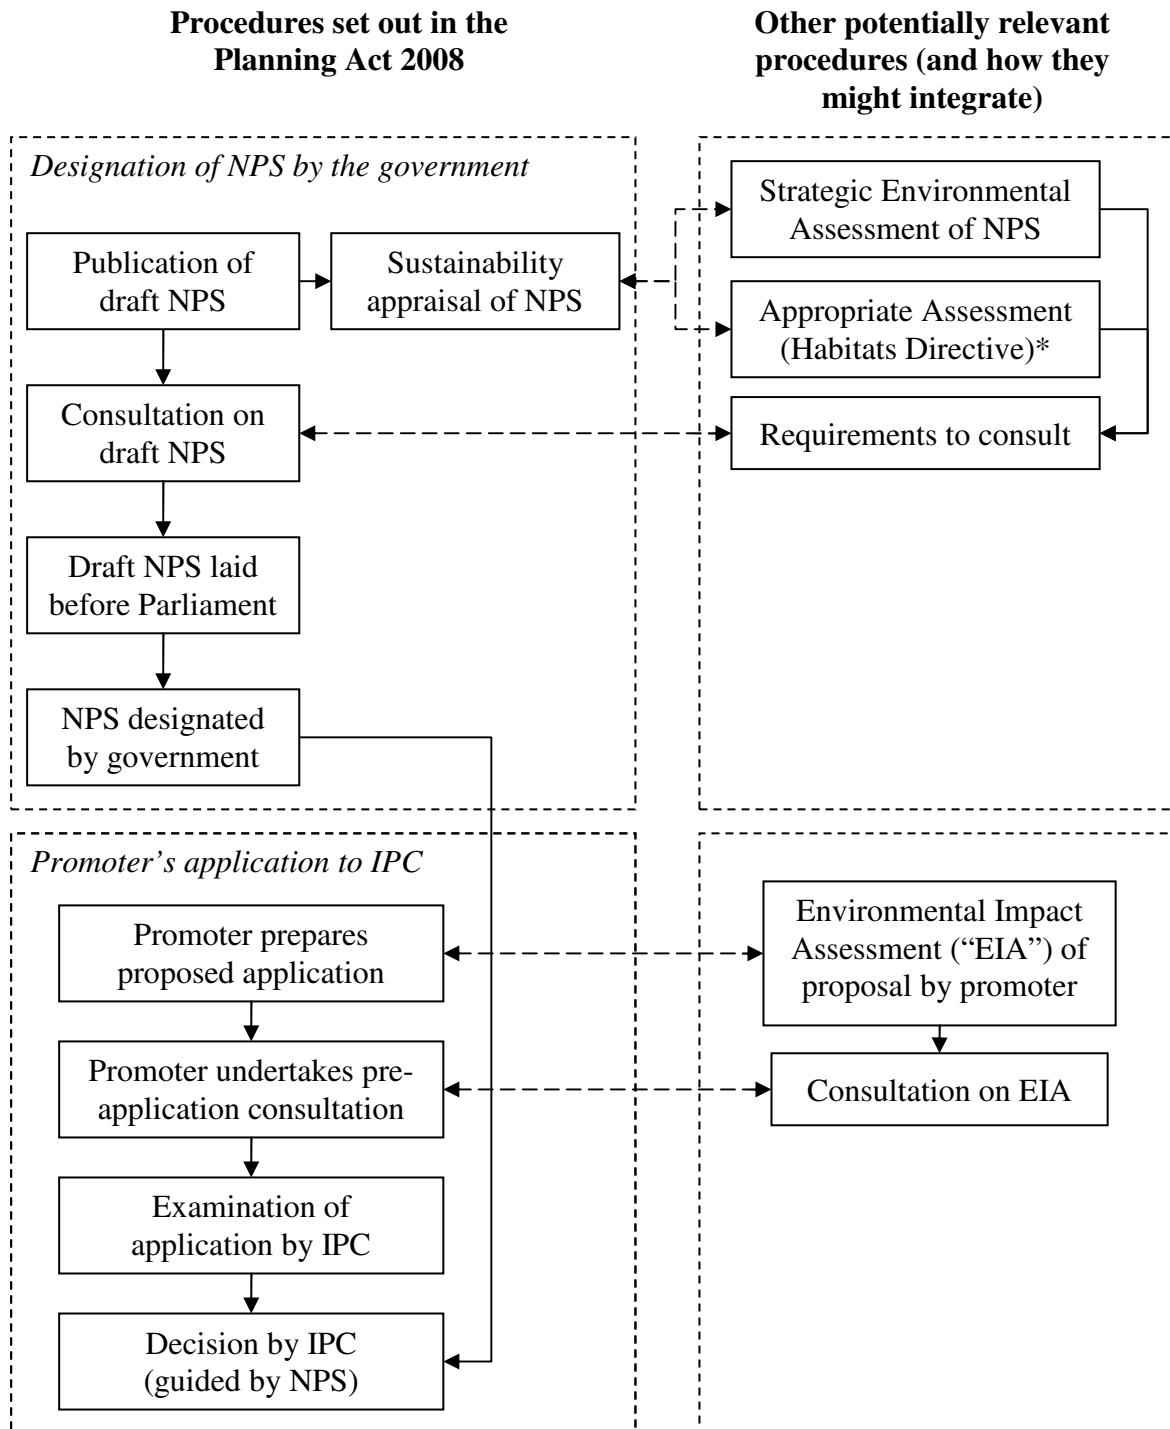 Procedures set out in the
Planning Act 2008
Other potentially relevant
procedures (and how they
might integrate)
Designation of NPS by the government
Publication of
draft NPS
Sustainability
appraisal of NPS
Strategic Environmental
Assessment of NPS
Appropriate Assessment
(Habitats Directive)*
Consultation on
draft NPS
Requirements to consult
Draft NPS laid
before Parliament
NPS designated
by government
Promoter’s application to IPC
Promoter prepares
proposed application
Environmental Impact
Assessment (“EIA”) of
proposal by promoter
Promoter undertakes pre-
application consultation
Consultation on EIA
Examination of
application by IPC
Decision by IPC
(guided by NPS)